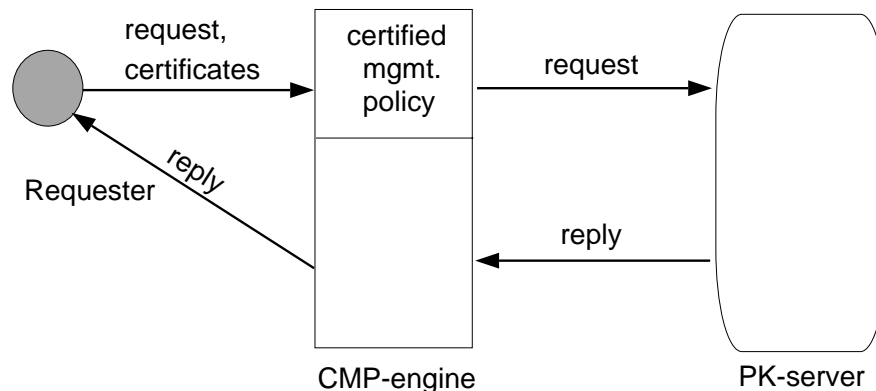 request,
certificates
certified
mgmt.
policy
request
reply
Requester
reply
CMP-engine
PK-server